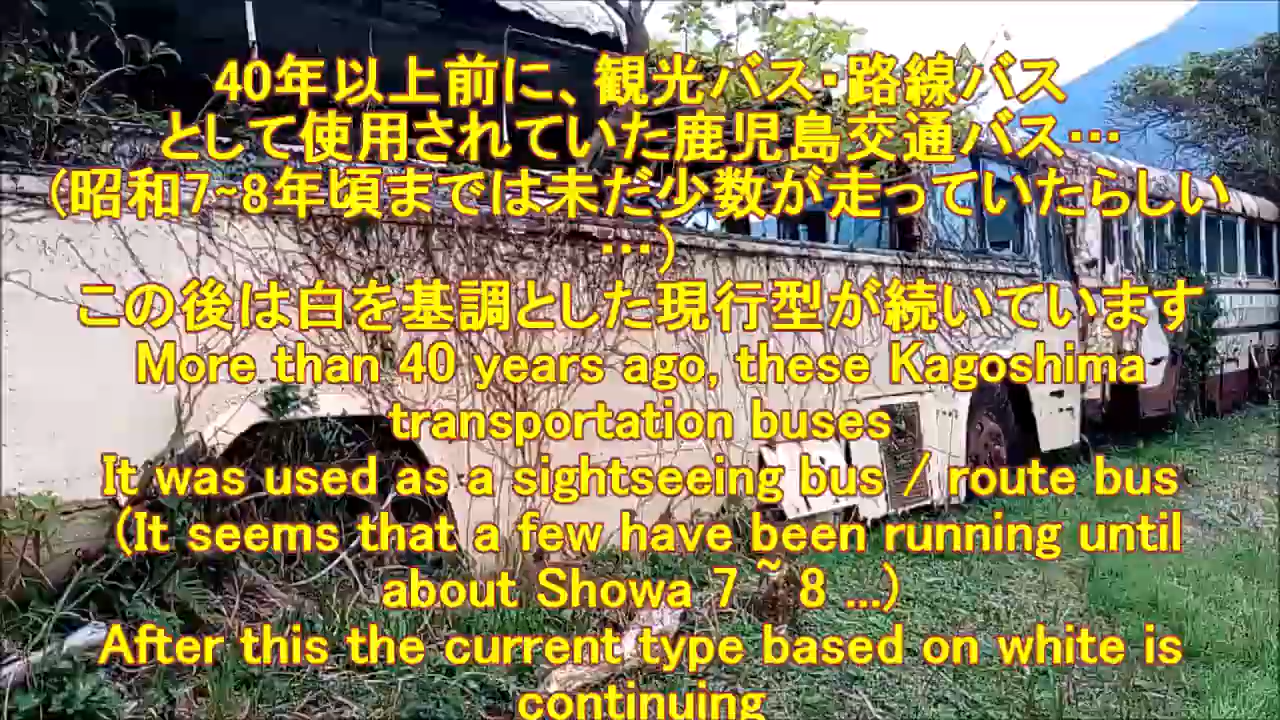 40年以上前に、観光バス・路線バス
として使用されていた鹿児島交通バス…
(昭和7~8年頃までは未だ少数が走っていたらしい
…)
この後は白を基調とした現行型が続いています
More than 40 years ago, these Kagoshima
transportation buses
It was used as a sightseeing bus / route bus
(It seems that a few have been running until
about Showa 7 ~ 8 ...)
After this the current type based on white is
continuing